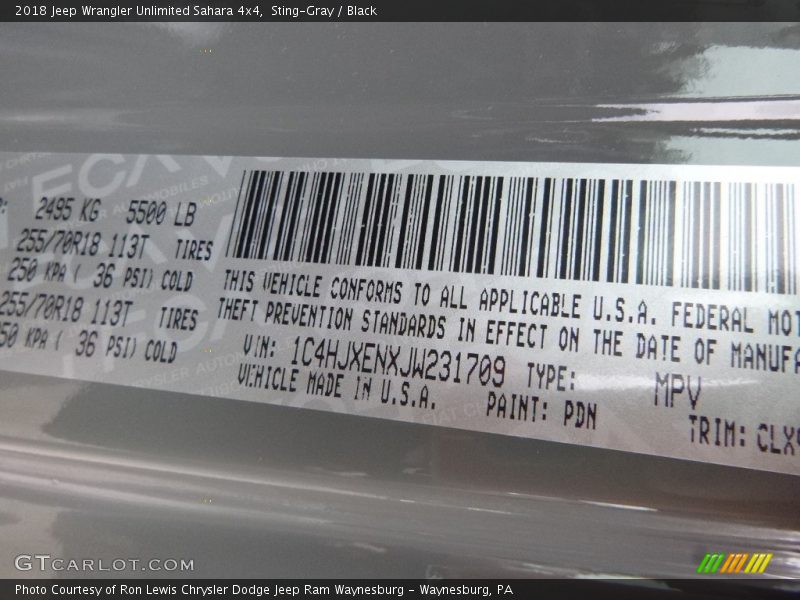 2018 Jeep Wrangler Unlimited Sahara 4x4, Sting-Gray / Black
2495 KG 5500 LB
255/70R18 113T TIRES
250 KPA ( 36 PSI) COLD
255/70R18 113T TIRES
250 KPA ( 36 PSI) COLD
THIS VEHICLE CONFORMS TO ALL APPLICABLE U.S.A. FEDERAL MOT
THEFT PREVENTION STANDARDS IN EFFECT ON THE DATE OF MANUFA
VIN: 1C4HJXENXJW231709 TYPE: MPV
VEHICLE MADE IN U.S.A. PAINT: PDN TRIM: CLX9
GTCARLOT.COM
Photo Courtesy of Ron Lewis Chrysler Dodge Jeep Ram Waynesburg - Waynesburg, PA